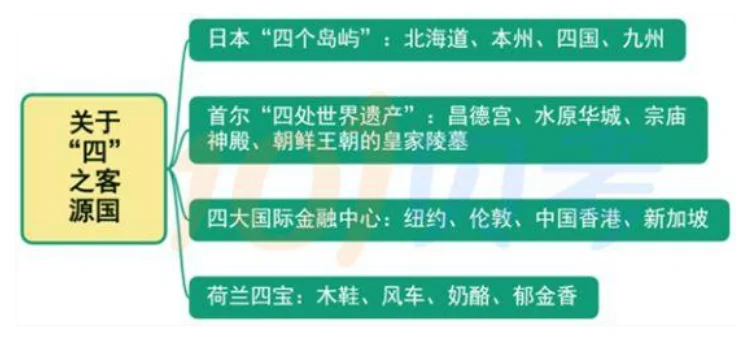 关于
“四”
之客
源国
日本“四个岛屿”：北海道、本州、四国、九州
首尔“四处世界遗产”：昌德宫、水原华城、宗庙
神殿、朝鲜王朝的皇家陵墓
四大国际金融中心：纽约、伦敦、中国香港、新加坡
荷兰四宝：木鞋、风车、奶酪、郁金香